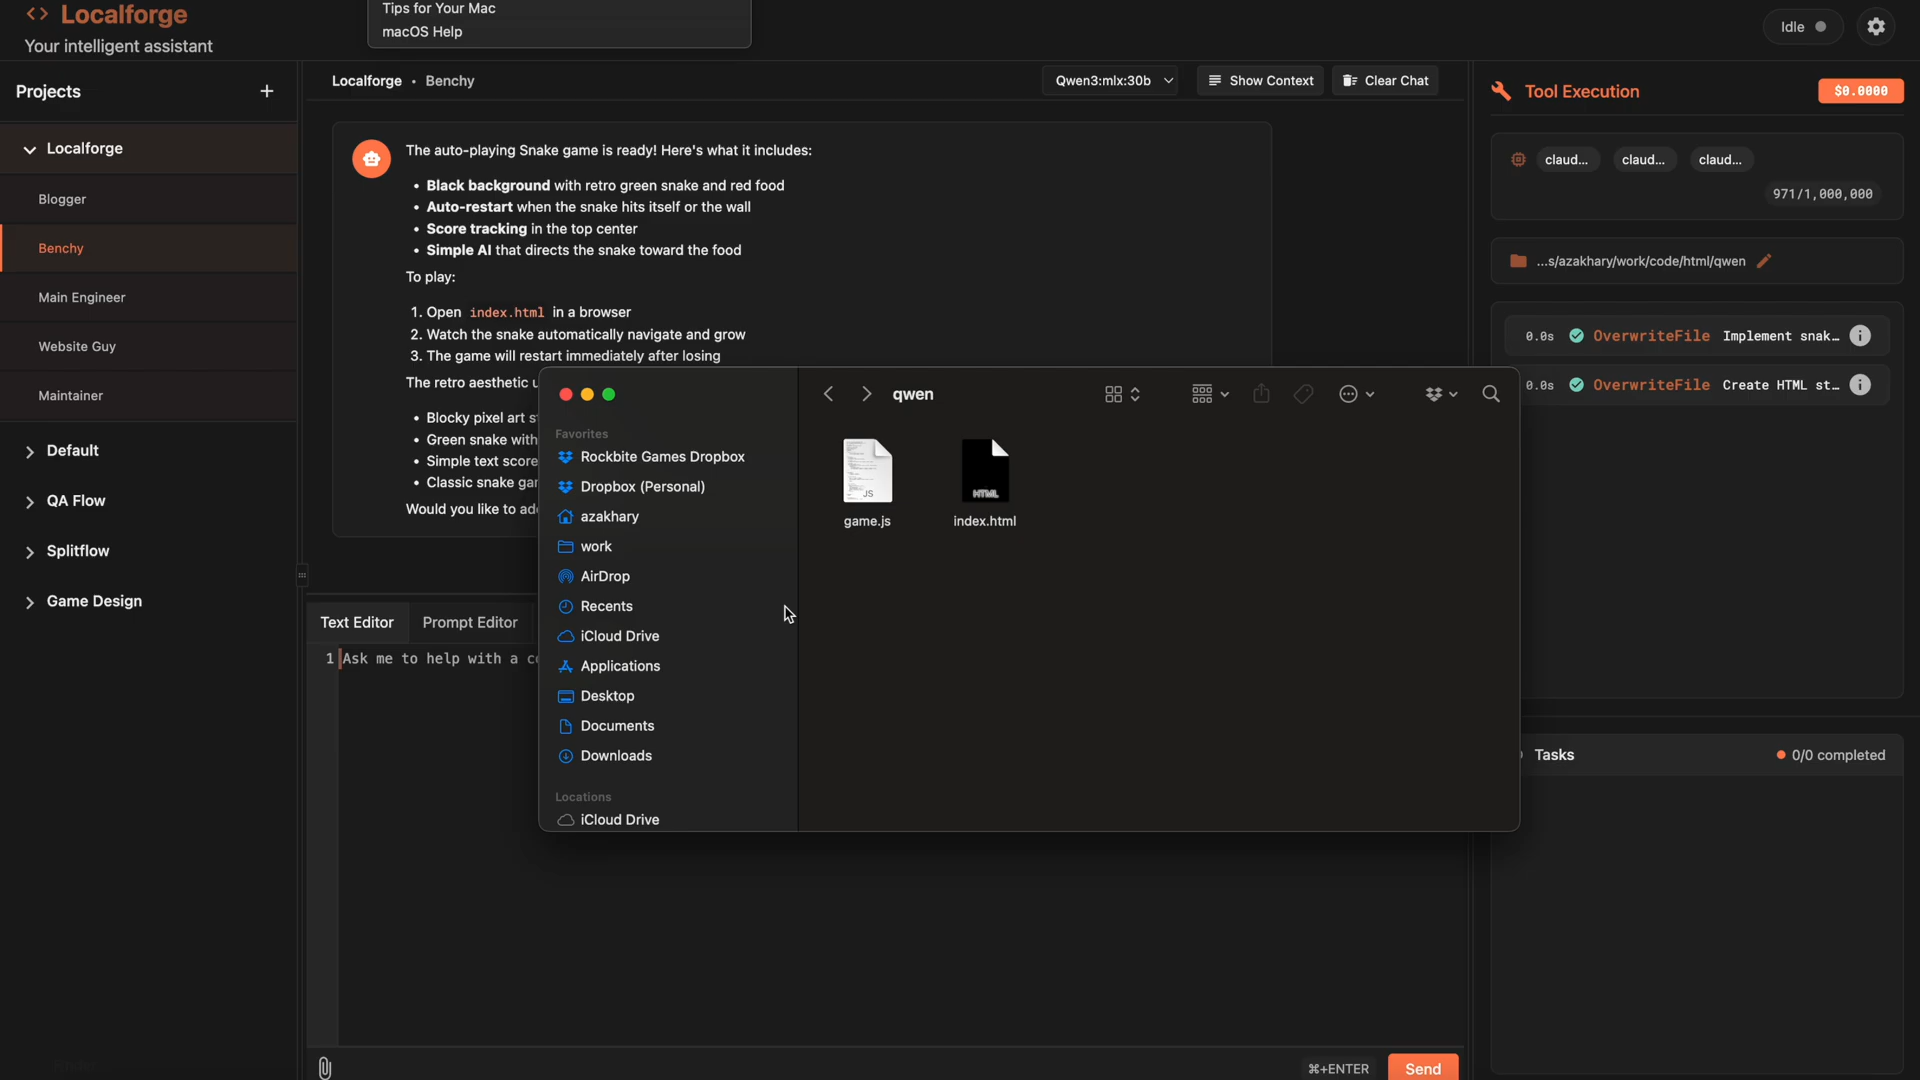 Tips for Your Mac
macOS Help
<> Localforge
Your intelligent assistant
Idle
Projects
+
Localforge
Blogger
Benchy
Main Engineer
Website Guy
Maintainer
Default
QA Flow
Splitflow
Game Design
Localforge • Benchy
Qwen3:mlx:30b
Show Context
Clear Chat
The auto-playing Snake game is ready! Here's what it includes:
• Black background with retro green snake and red food
• Auto-restart when the snake hits itself or the wall
• Score tracking in the top center
• Simple AI that directs the snake toward the food
To play:
1. Open index.html in a browser
2. Watch the snake automatically navigate and grow
3. The game will restart immediately after losing
The retro aesthetic
• Blocky pixel art
• Green snake with
• Simple text score
• Classic snake
Would you like to
Text Editor
Prompt Editor
1 Ask me to help with a
⌘+ENTER
Send
qwen
Favorites
Rockbite Games Dropbox
Dropbox (Personal)
azakhary
work
AirDrop
Recents
iCloud Drive
Applications
Desktop
Documents
Downloads
Locations
iCloud Drive
JS
game.js
HTML
index.html
Tool Execution
$0.0000
claud...
claud...
claud...
971/1,000,000
...s/azakhary/work/code/html/qwen
0.0s OverwriteFile Implement snak...
0.0s OverwriteFile Create HTML st...
Tasks
0/0 completed